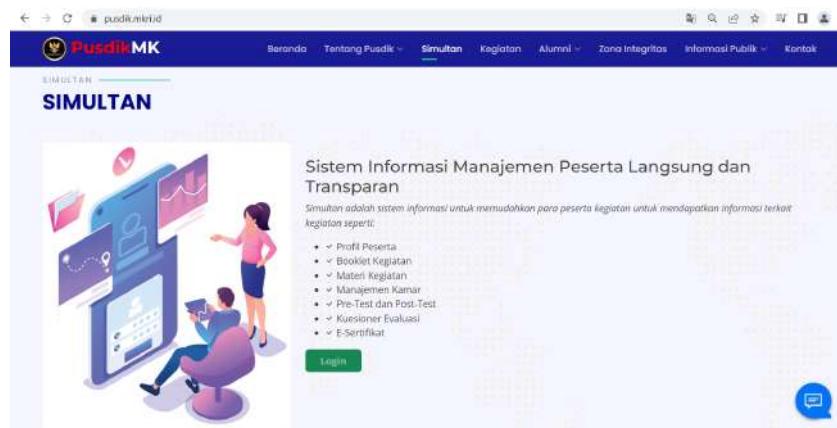 pusdik.mkri.id
PusdikMK
Beranda Tentang Pusdik Simultan Kegiatan Alumni Zona Integritas Informasi Publik Kontak
SIMULTAN
SIMULTAN
Sistem Informasi Manajemen Peserta Langsung dan
Transparan
Simultan adalah sistem informasi untuk memudahkan para peserta kegiatan untuk mendapatkan informasi terkait
kegiatan seperti:
Profil Peserta
Booklet Kegiatan
Materi Kegiatan
Manajemen Kamar
Pre-Test dan Post-Test
Kuesioner Evaluasi
E-Sertifikat
Login